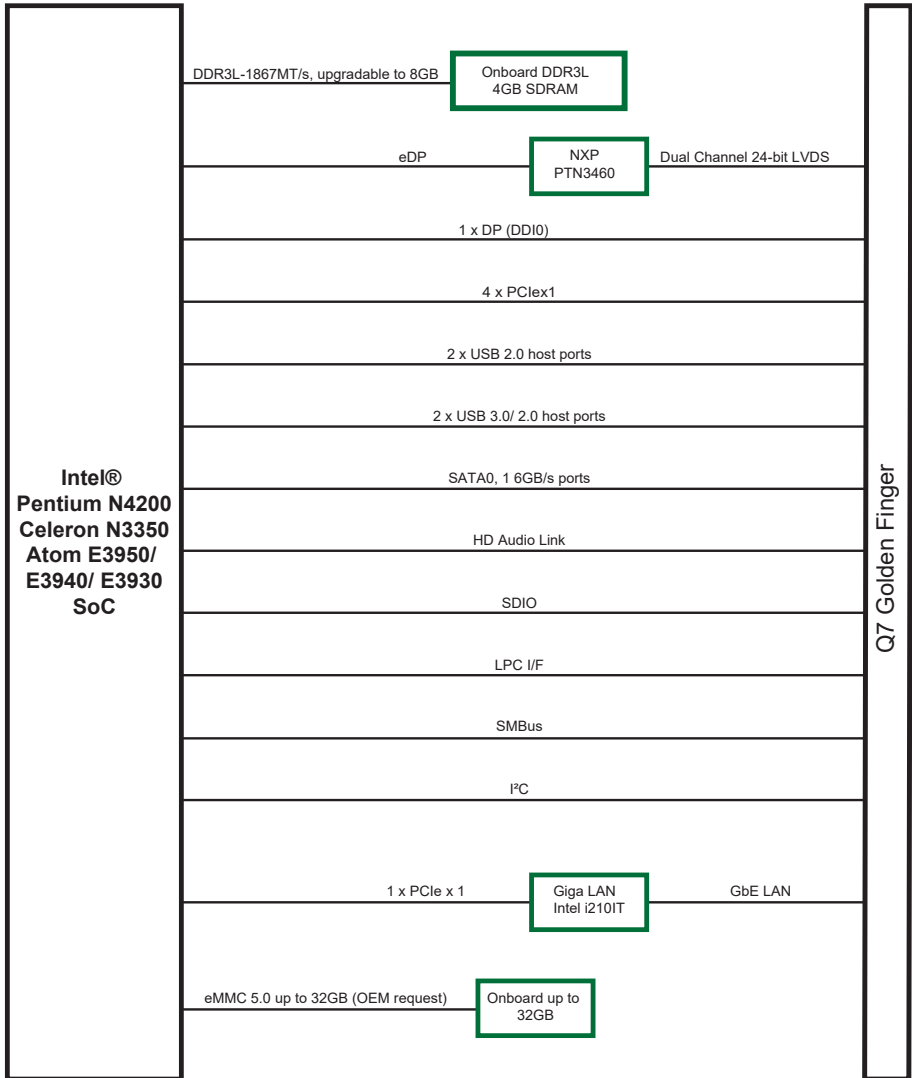 DDR3L-1867MT/s, upgradable to 8GB
Onboard DDR3L
4GB SDRAM
eDP
NXP
PTN3460
Dual Channel 24-bit LVDS
1 x DP (DDI0)
4 x PCIex1
2 x USB 2.0 host ports
2 x USB 3.0/ 2.0 host ports
Intel®
Pentium N4200
Celeron N3350
Atom E3950/
E3940/ E3930
SoC
SATA0, 1 6GB/s ports
HD Audio Link
SDIO
LPC I/F
SMBus
I²C
Q7 Golden Finger
1 x PCIe x 1
Giga LAN
Intel i210IT
GbE LAN
eMMC 5.0 up to 32GB (OEM request)
Onboard up to
32GB